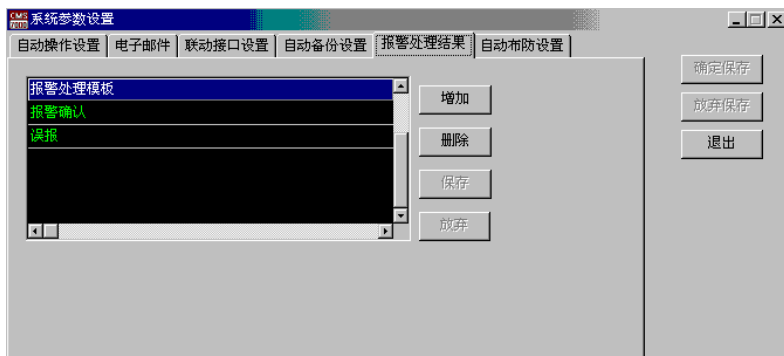 CMS
7000
系统参数设置
自动操作设置 电子邮件 联动接口设置 自动备份设置 报警处理结果 自动布防设置
确定保存
放弃保存
退出
报警处理模板
报警确认
误报
增加
删除
保存
放弃